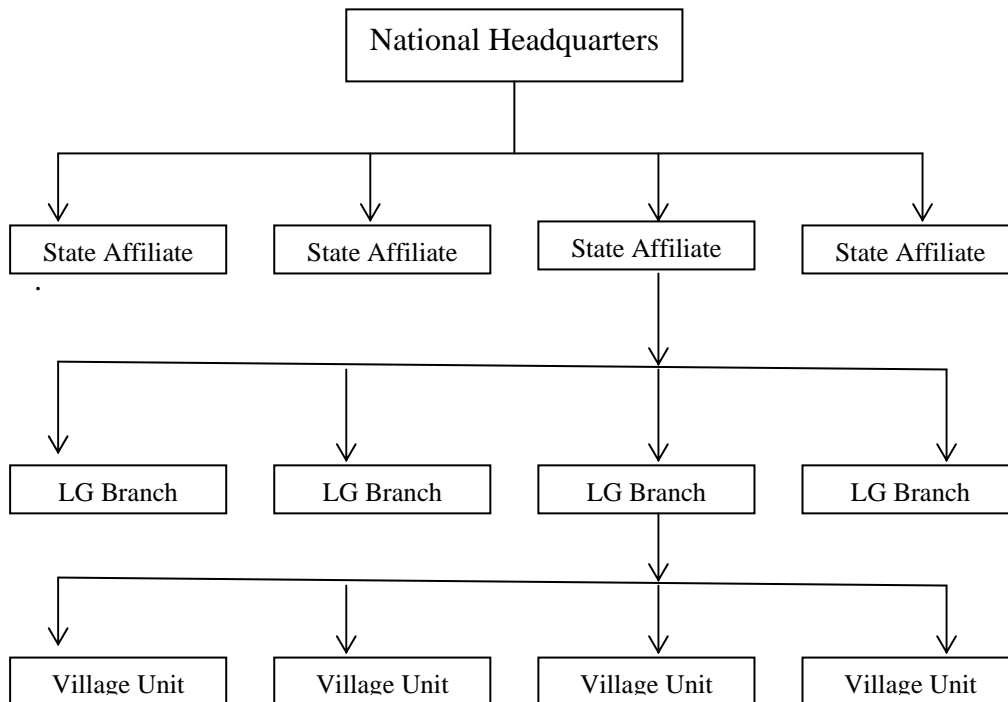 National Headquarters
State Affiliate State Affiliate State Affiliate State Affiliate
.
LG Branch LG Branch LG Branch LG Branch
Village Unit Village Unit Village Unit Village Unit